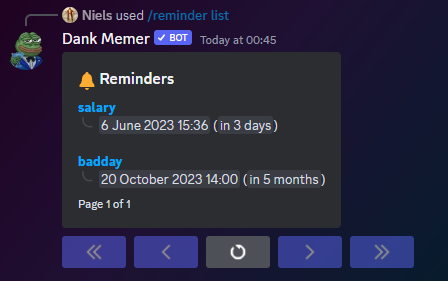 Niels used /reminder list
Dank Memer ✓ BOT Today at 00:45
Reminders
salary
6 June 2023 15:36 (in 3 days)
badday
20 October 2023 14:00 (in 5 months)
Page 1 of 1